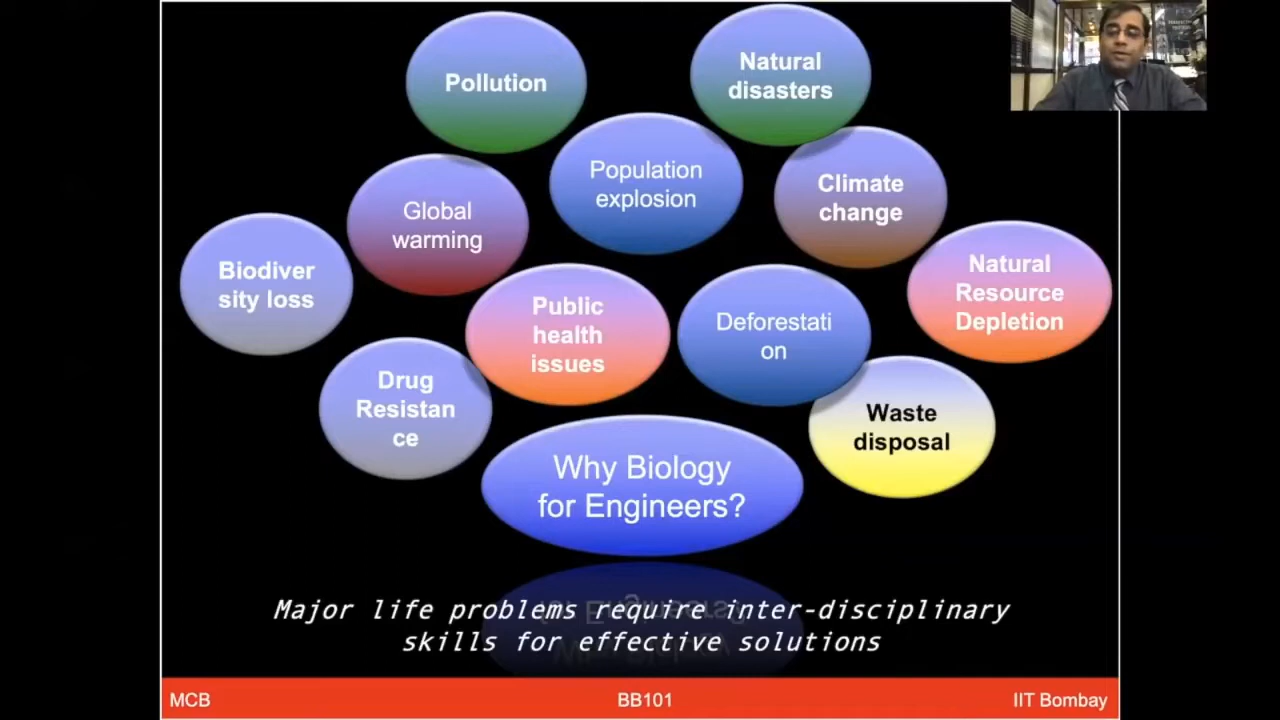 Pollution
Natural
disasters
Population
explosion
Climate
change
Global
warming
Biodiver
sity loss
Natural
Resource
Depletion
Public
health
issues
Deforestati
on
Drug
Resistan
ce
Waste
disposal
Why Biology
for Engineers?
Major life problems require inter-disciplinary
skills for effective solutions
MCB
BB101
IIT Bombay